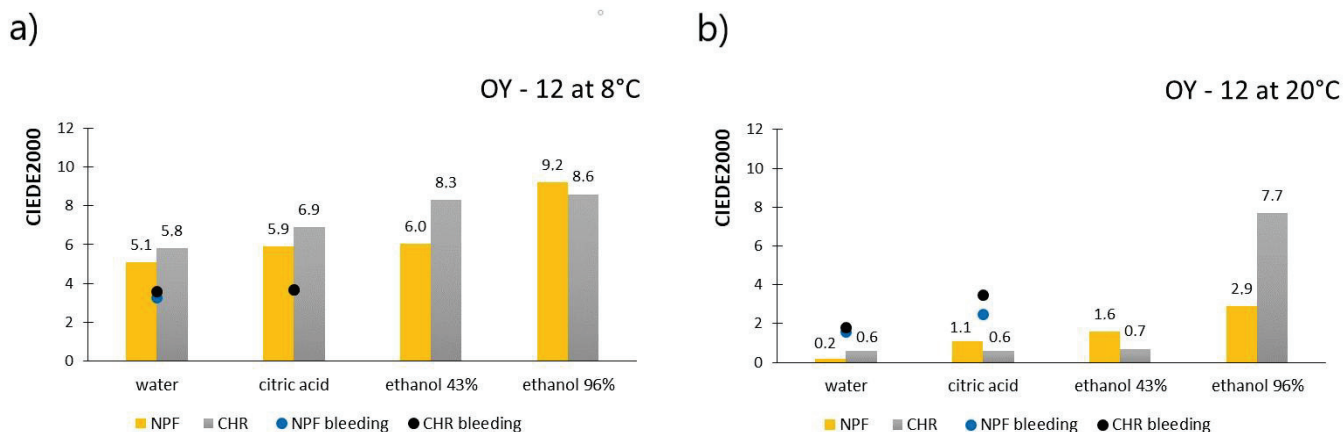 a)
OY - 12 at 8°C
CIEDE2000
12
10
8
6
4
2
0
5.1
5.8
5.9
6.9
6.0
8.3
9.2
8.6
water
citric acid
ethanol 43%
ethanol 96%
NPF
CHR
NPF bleeding
CHR bleeding
b)
OY - 12 at 20°C
CIEDE2000
12
10
8
6
4
2
0
0.2
0.6
1.1
0.6
1.6
0.7
2,9
7.7
water
citric acid
ethanol 43%
ethanol 96%
NPF
CHR
NPF bleeding
CHR bleeding